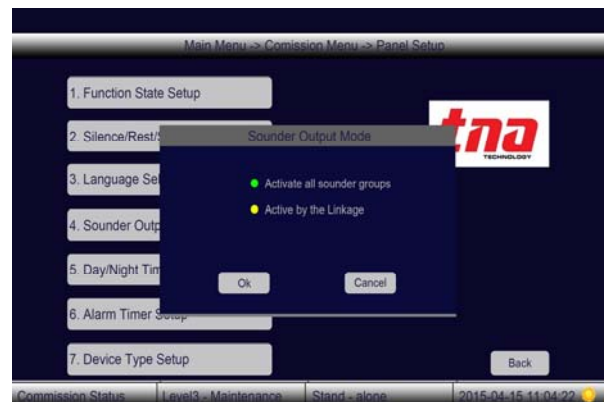 Main Menu -> Comission Menu -> Panel Setup
1. Function State Setup
2. Silence/Rest/S
tna
TECHNOLOGY
Sounder Output Mode
3. Language Sel
Activate all sounder groups
Active by the Linkage
4. Sounder Outp
5. Day/Night Tim
Ok
Cancel
6. Alarm Timer Setup
7. Device Type Setup
Back
Commission Status
Level3 - Maintenance
Stand - alone
2015-04-15 11:04:22